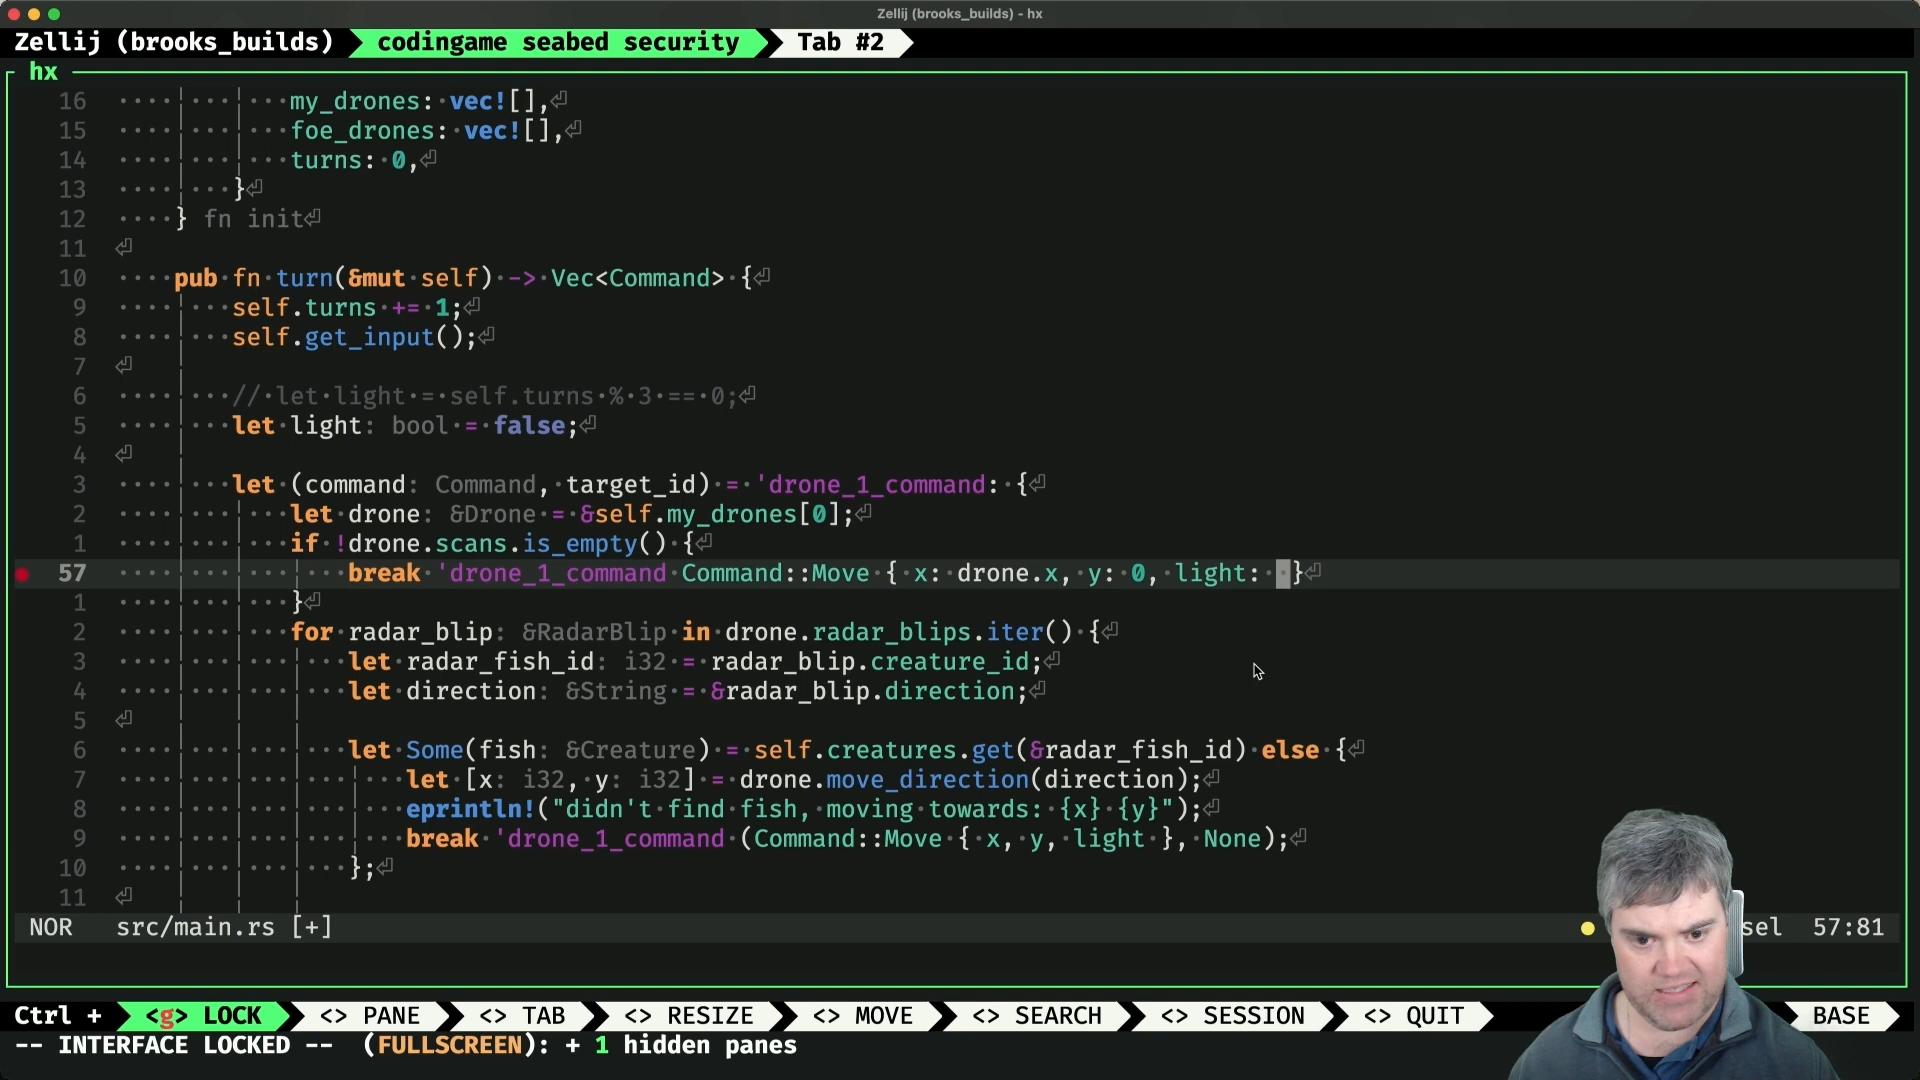 Zellij (brooks_builds) - hx
Zellij (brooks_builds) codingame seabed security Tab #2
hx
16 my_drones: vec![],
15 foe_drones: vec![],
14 turns: 0,
13 }
12 } fn init
11
10 pub fn turn(&mut self) -> Vec<Command> {
9 self.turns += 1;
8 self.get_input();
7
6 // let light = self.turns % 3 == 0;
5 let light: bool = false;
4
3 let (command: Command, target_id) = 'drone_1_command: {
2 let drone: &Drone = &self.my_drones[0];
1 if !drone.scans.is_empty() {
57 break 'drone_1_command Command::Move { x: drone.x, y: 0, light: }
1 }
2 for radar_blip: &RadarBlip in drone.radar_blips.iter() {
3 let radar_fish_id: i32 = radar_blip.creature_id;
4 let direction: &String = &radar_blip.direction;
5
6 let Some(fish: &Creature) = self.creatures.get(&radar_fish_id) else {
7 let [x: i32, y: i32] = drone.move_direction(direction);
8 eprintln!("didn't find fish, moving towards: {x} {y}");
9 break 'drone_1_command (Command::Move { x, y, light }, None);
10 };
11
NOR src/main.rs [+] sel 57:81
Ctrl + <g> LOCK <> PANE <> TAB <> RESIZE <> MOVE <> SEARCH <> SESSION <> QUIT BASE
-- INTERFACE LOCKED -- (FULLSCREEN): + 1 hidden panes